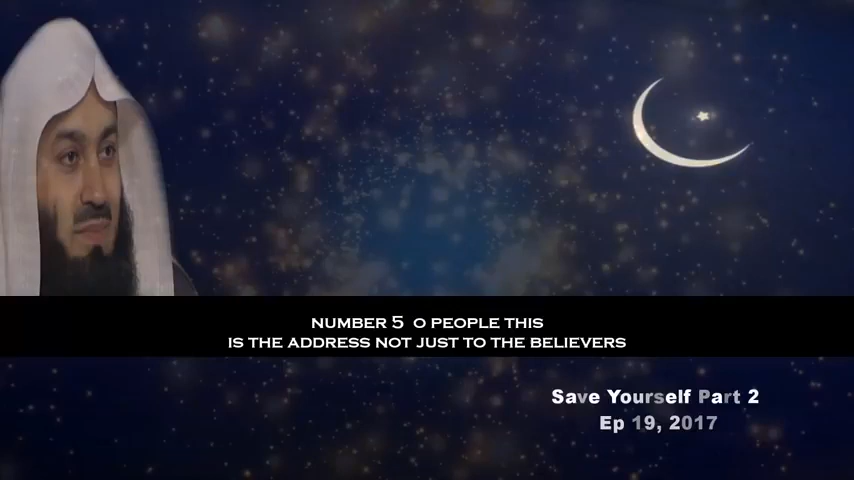 NUMBER 5 O PEOPLE THIS
IS THE ADDRESS NOT JUST TO THE BELIEVERS
Save Yourself Part 2
Ep 19, 2017